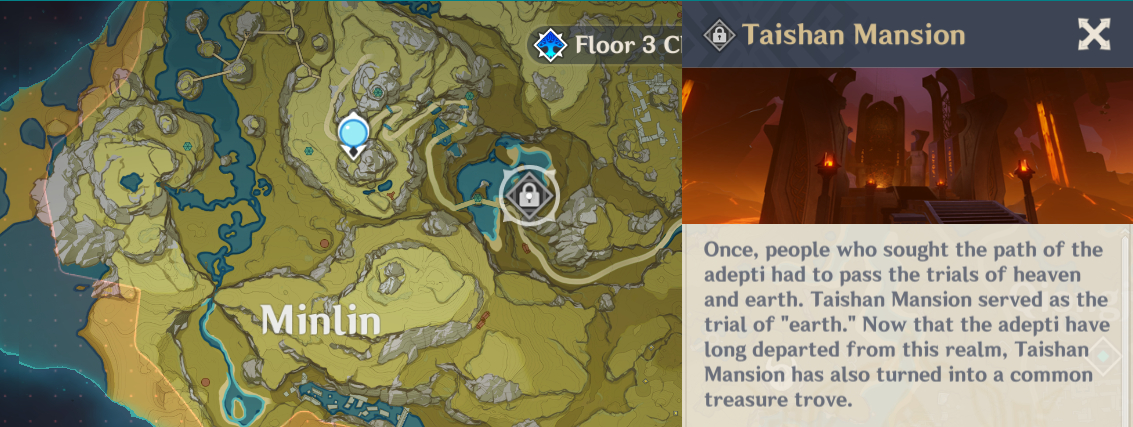 Floor 3 Cl
Taishan Mansion
Minlin
Once, people who sought the path of the
adepti had to pass the trials of heaven
and earth. Taishan Mansion served as the
trial of "earth." Now that the adepti have
long departed from this realm, Taishan
Mansion has also turned into a common
treasure trove.